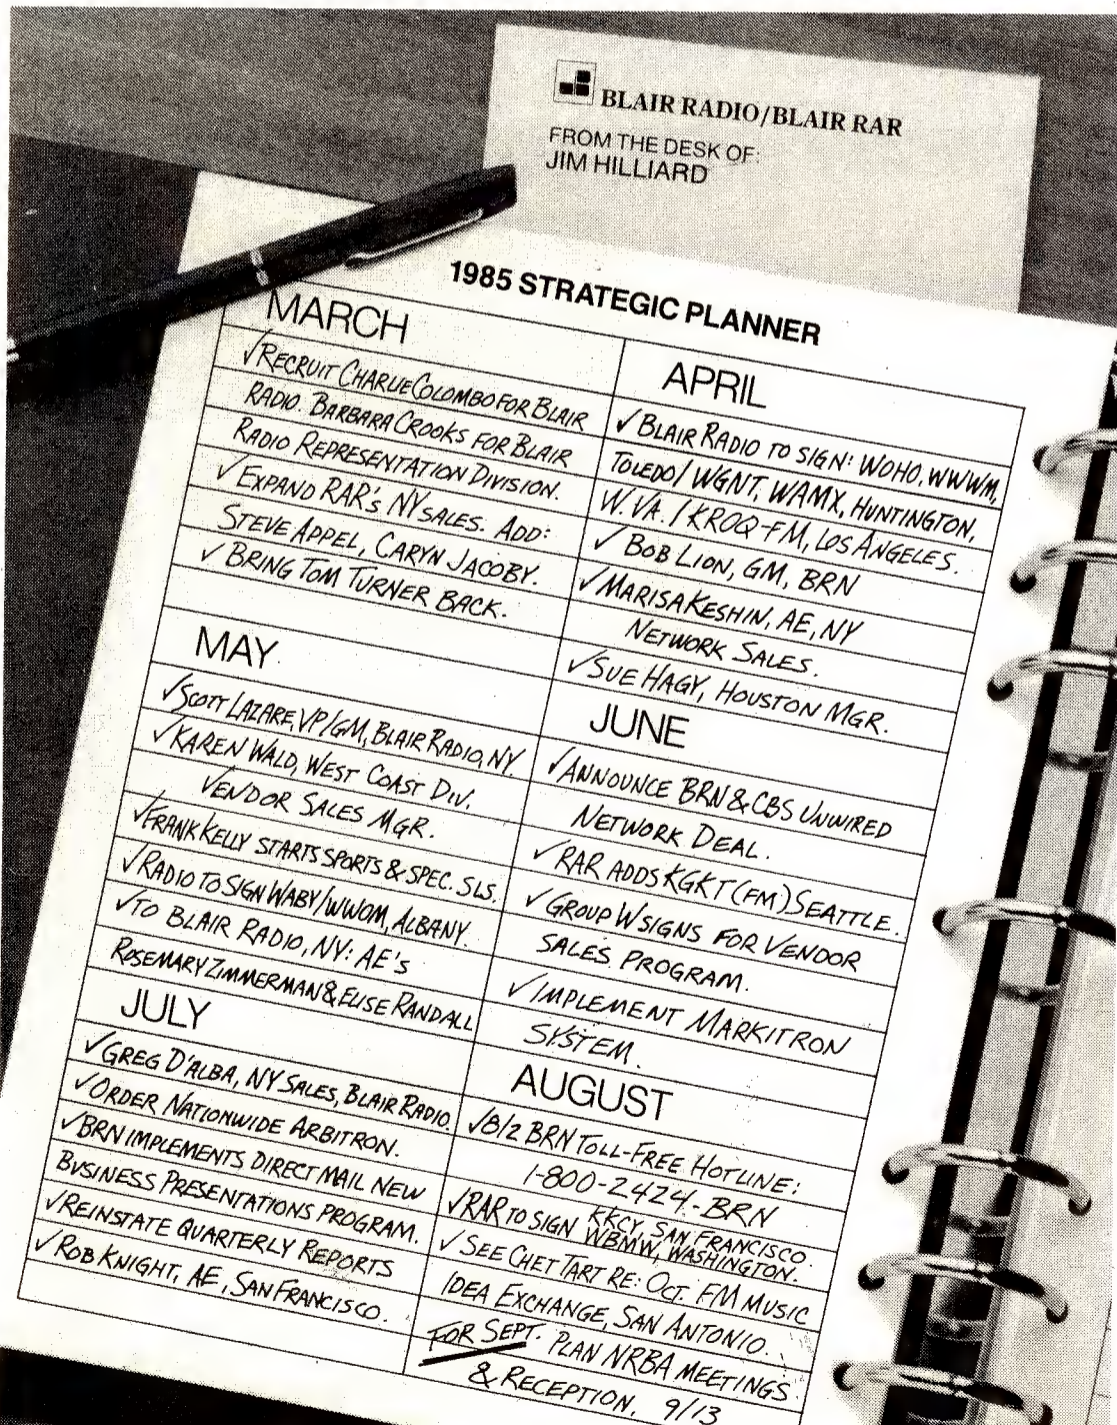 BLAIR RADIO/BLAIR RAR
FROM THE DESK OF:
JIM HILLIARD
1985 STRATEGIC PLANNER
MARCH
✓RECRUIT CHARLIE COLOMBO FOR BLAIR
RADIO. BARBARA CROOKS FOR BLAIR
RADIO REPRESENTATION DIVISION.
✓EXPAND RAR's NY SALES. ADD:
STEVE APPEL, CARYN JACOBY.
✓BRING TOM TURNER BACK.
APRIL
✓BLAIR RADIO TO SIGN: WOHO, WWWM,
TOLEDO/WGNT, WAMX, HUNTINGTON,
W. VA. / KROQ-FM, LOS ANGELES.
✓BOB LION, GM, BRN
✓MARISA KESHIN, AE, NY
NETWORK SALES.
✓SUE HAGY, HOUSTON MGR.
MAY
✓SCOTT LAZARE, VP/GM, BLAIR RADIO, NY.
✓KAREN WALD, WEST COAST DIV.
VENDOR SALES MGR.
✓FRANK KELLY STARTS SPORTS & SPEC. SLS.
✓RADIO TO SIGN WABY/WWOM, ALBANY.
✓TO BLAIR RADIO, NY: AE's
ROSEMARY ZIMMERMAN & ELISE RANDALL
JUNE
✓ANNOUNCE BRN & CBS UNWIRED
NETWORK DEAL.
✓RAR ADDS KGKT (FM) SEATTLE.
✓GROUP W SIGNS FOR VENDOR
SALES PROGRAM.
✓IMPLEMENT MARKITRON
SYSTEM.
JULY
✓GREG D'ALBA, NY SALES, BLAIR RADIO.
✓ORDER NATIONWIDE ARBITRON.
✓BRN IMPLEMENTS DIRECT MAIL NEW
BUSINESS PRESENTATIONS PROGRAM.
✓REINSTATE QUARTERLY REPORTS
✓ROB KNIGHT, AE, SAN FRANCISCO.
AUGUST
✓8/2 BRN TOLL-FREE HOTLINE:
1-800-2424-BRN
✓RAR TO SIGN KKCY, SAN FRANCISCO
WBMW, WASHINGTON.
✓SEE CHET TART RE: OCT. FM MUSIC
IDEA EXCHANGE, SAN ANTONIO.
FOR SEPT. PLAN NRBA MEETINGS
& RECEPTION. 9/13